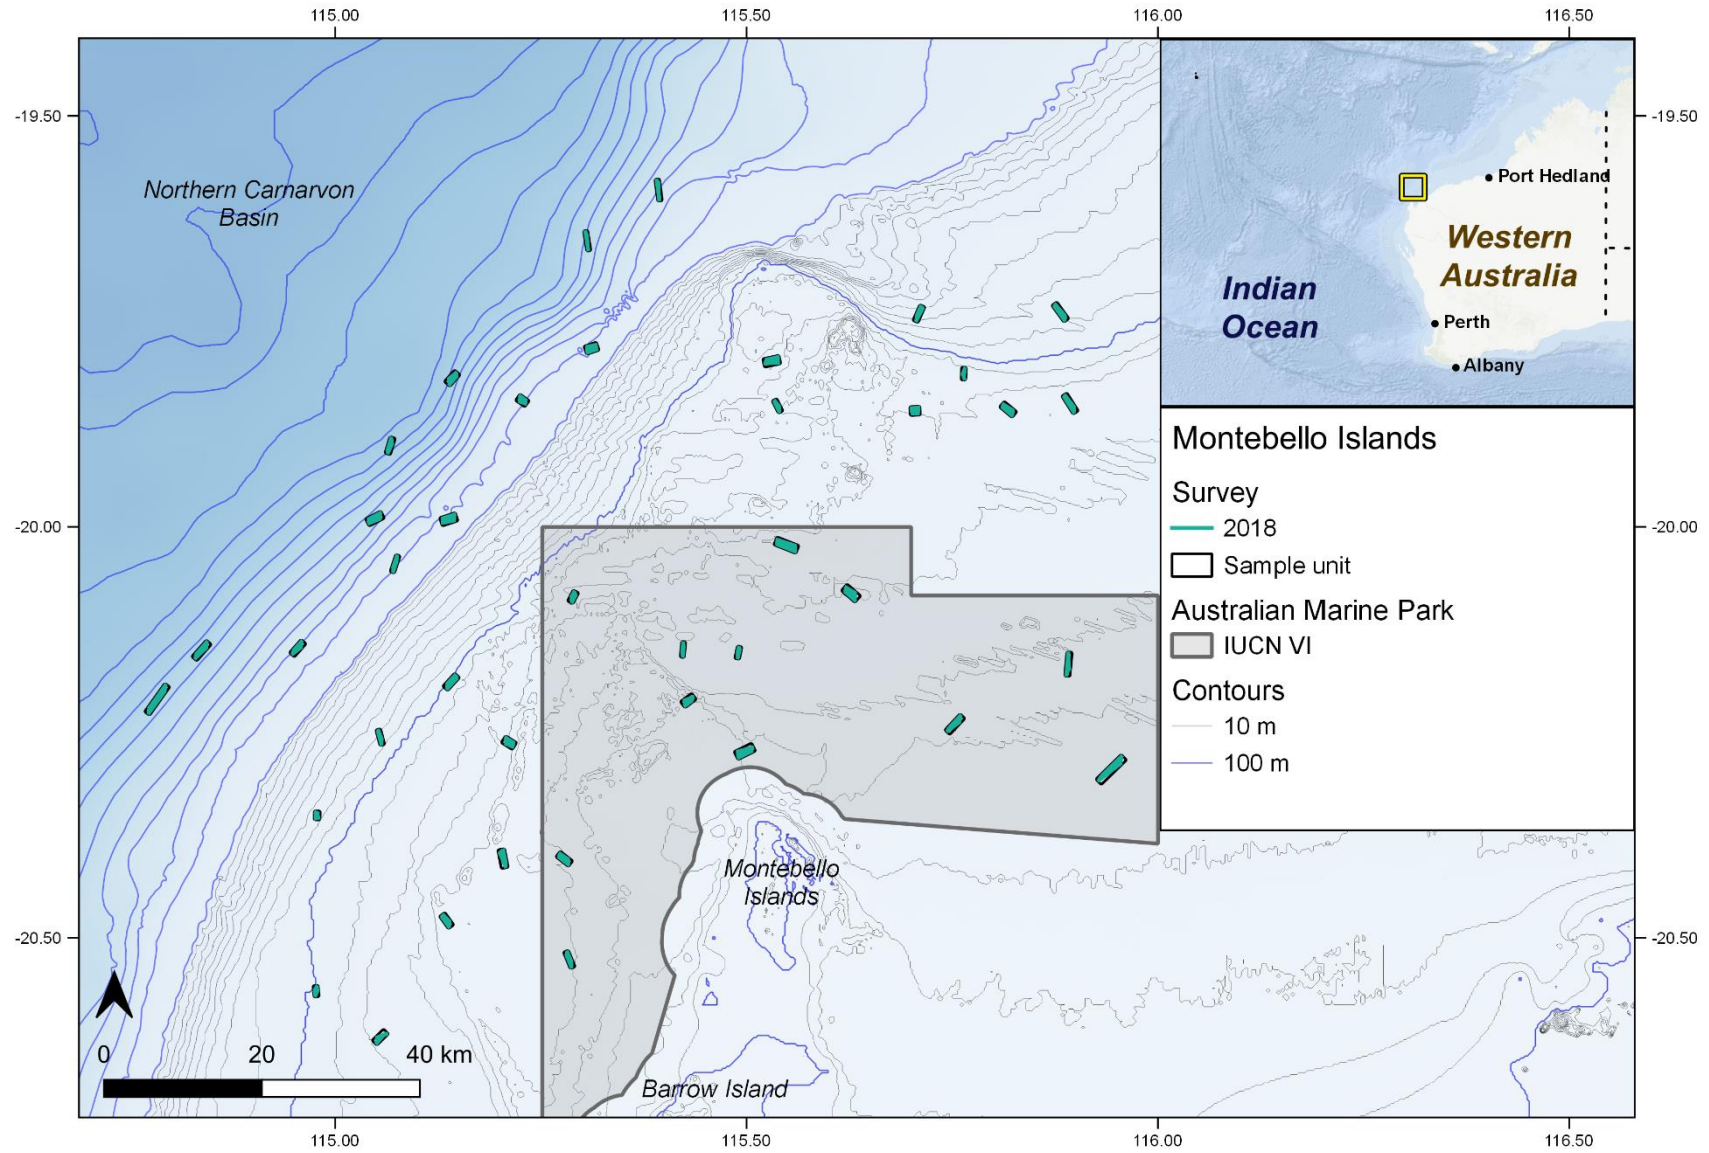 115.00
115.50
116.00
116.50
-19.50
-19.50
Northern Carnarvon
Basin
Port Hedland
Western
Australia
Indian
Ocean
Perth
Albany
Montebello Islands
Survey
2018
-20.00
-20.00
Sample unit
Australian Marine Park
IUCN VI
Contours
10 m
100 m
Montebello
Islands
-20.50
-20.50
0
20
40 km
Barrow Island
115.00
115.50
116.00
116.50